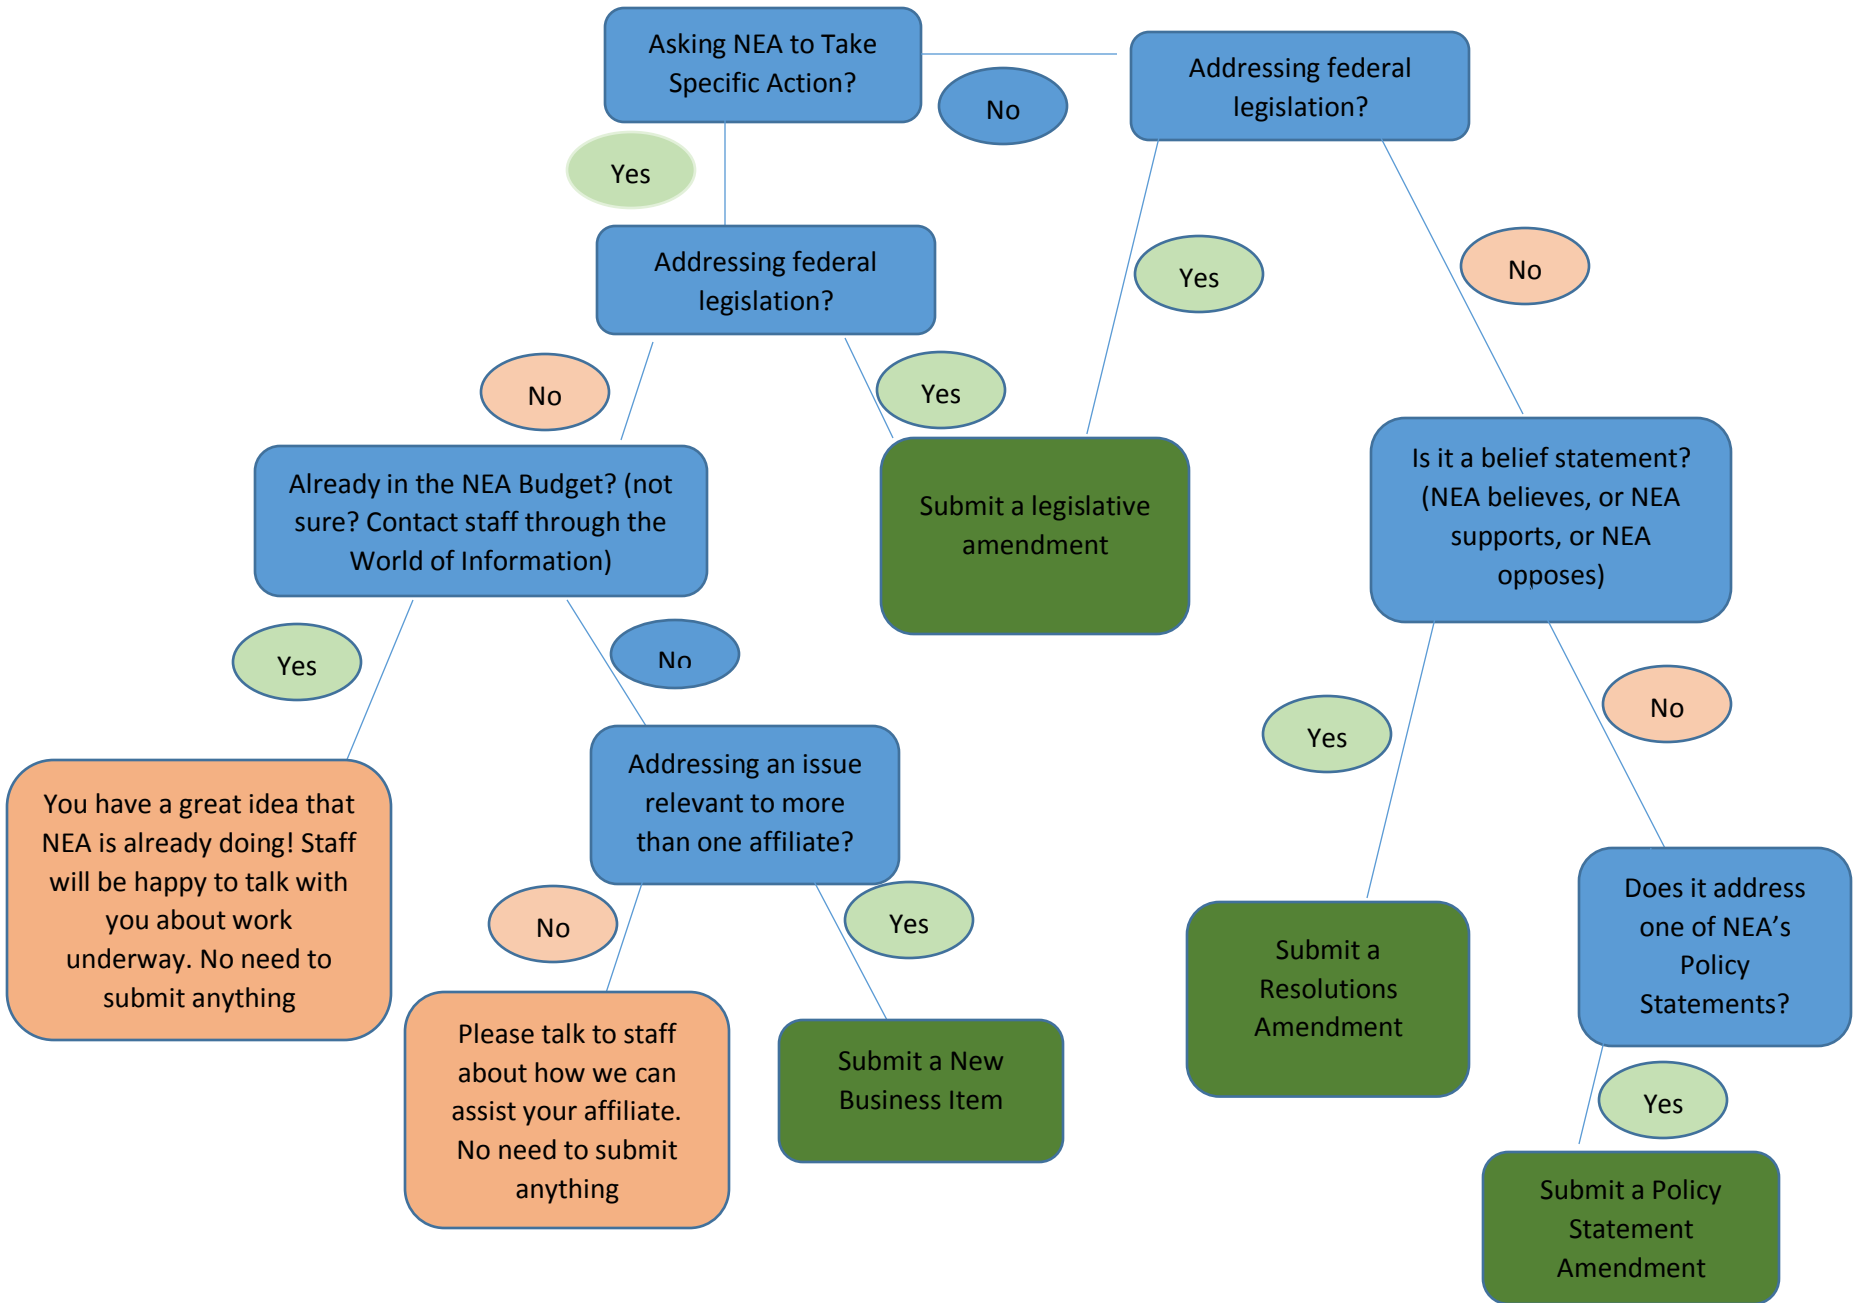 Asking NEA to Take
Specific Action?
Addressing federal
legislation?
No
Yes
Addressing federal
legislation?
Yes
No
No
Yes
Already in the NEA Budget? (not
sure? Contact staff through the
World of Information)
Submit a legislative
amendment
Is it a belief statement?
(NEA believes, or NEA
supports, or NEA
opposes)
Yes
No
Yes
No
You have a great idea that
NEA is already doing! Staff
will be happy to talk with
you about work
underway. No need to
submit anything
Addressing an issue
relevant to more
than one affiliate?
Does it address
one of NEA’s
Policy
Statements?
No
Yes
Submit a
Resolutions
Amendment
Please talk to staff
about how we can
assist your affiliate.
No need to submit
anything
Submit a New
Business Item
Yes
Submit a Policy
Statement
Amendment